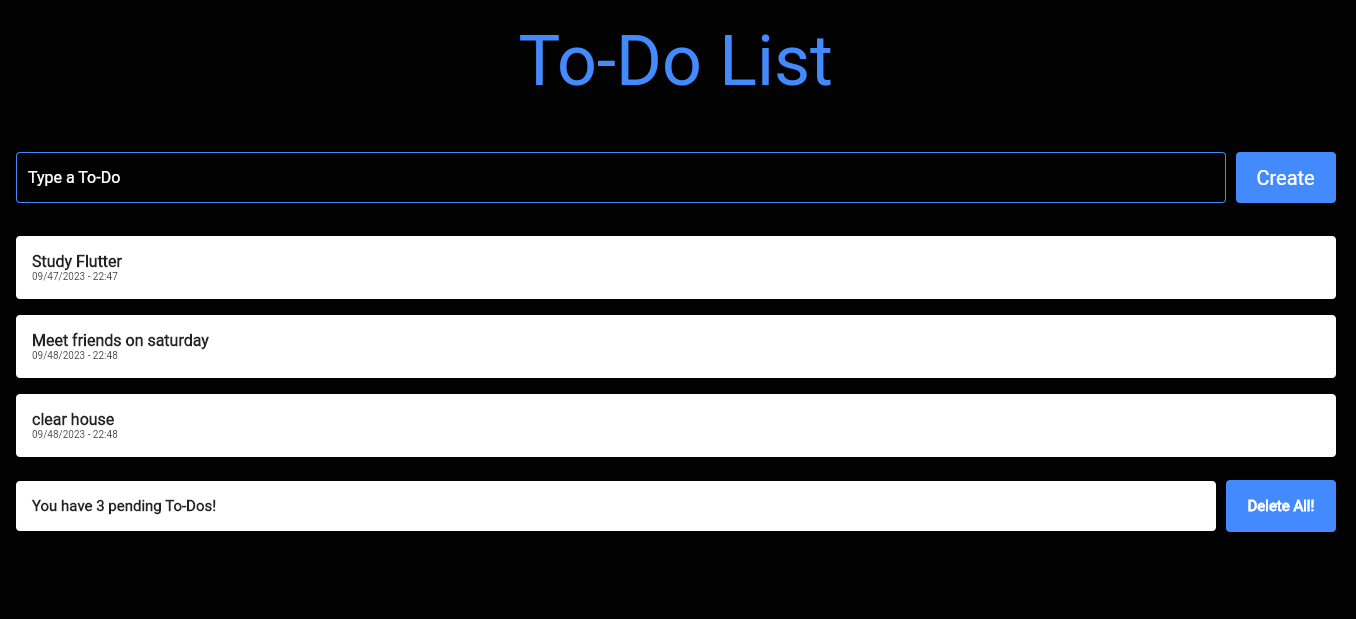 To-Do List
Type a To-Do
Create
Study Flutter
09/47/2023 - 22:47
Meet friends on saturday
09/48/2023 - 22:48
clear house
09/48/2023 - 22:48
You have 3 pending To-Dos!
Delete All!